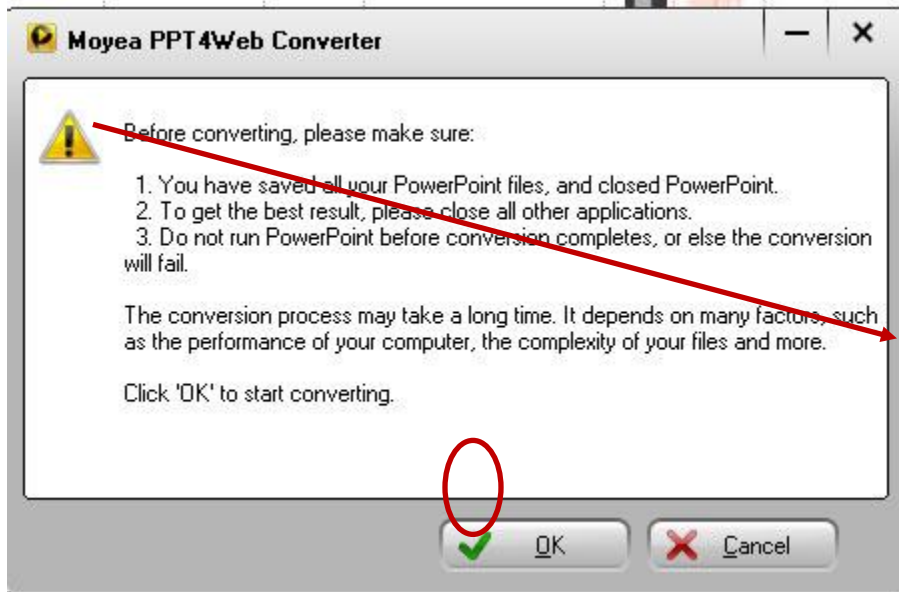 Moyea PPT4Web Converter
Before converting, please make sure:
1. You have saved all your PowerPoint files, and closed PowerPoint.
2. To get the best result, please close all other applications.
3. Do not run PowerPoint before conversion completes, or else the conversion
will fail.
The conversion process may take a long time. It depends on many factors, such
as the performance of your computer, the complexity of your files and more.
Click 'OK' to start converting.
OK
Cancel